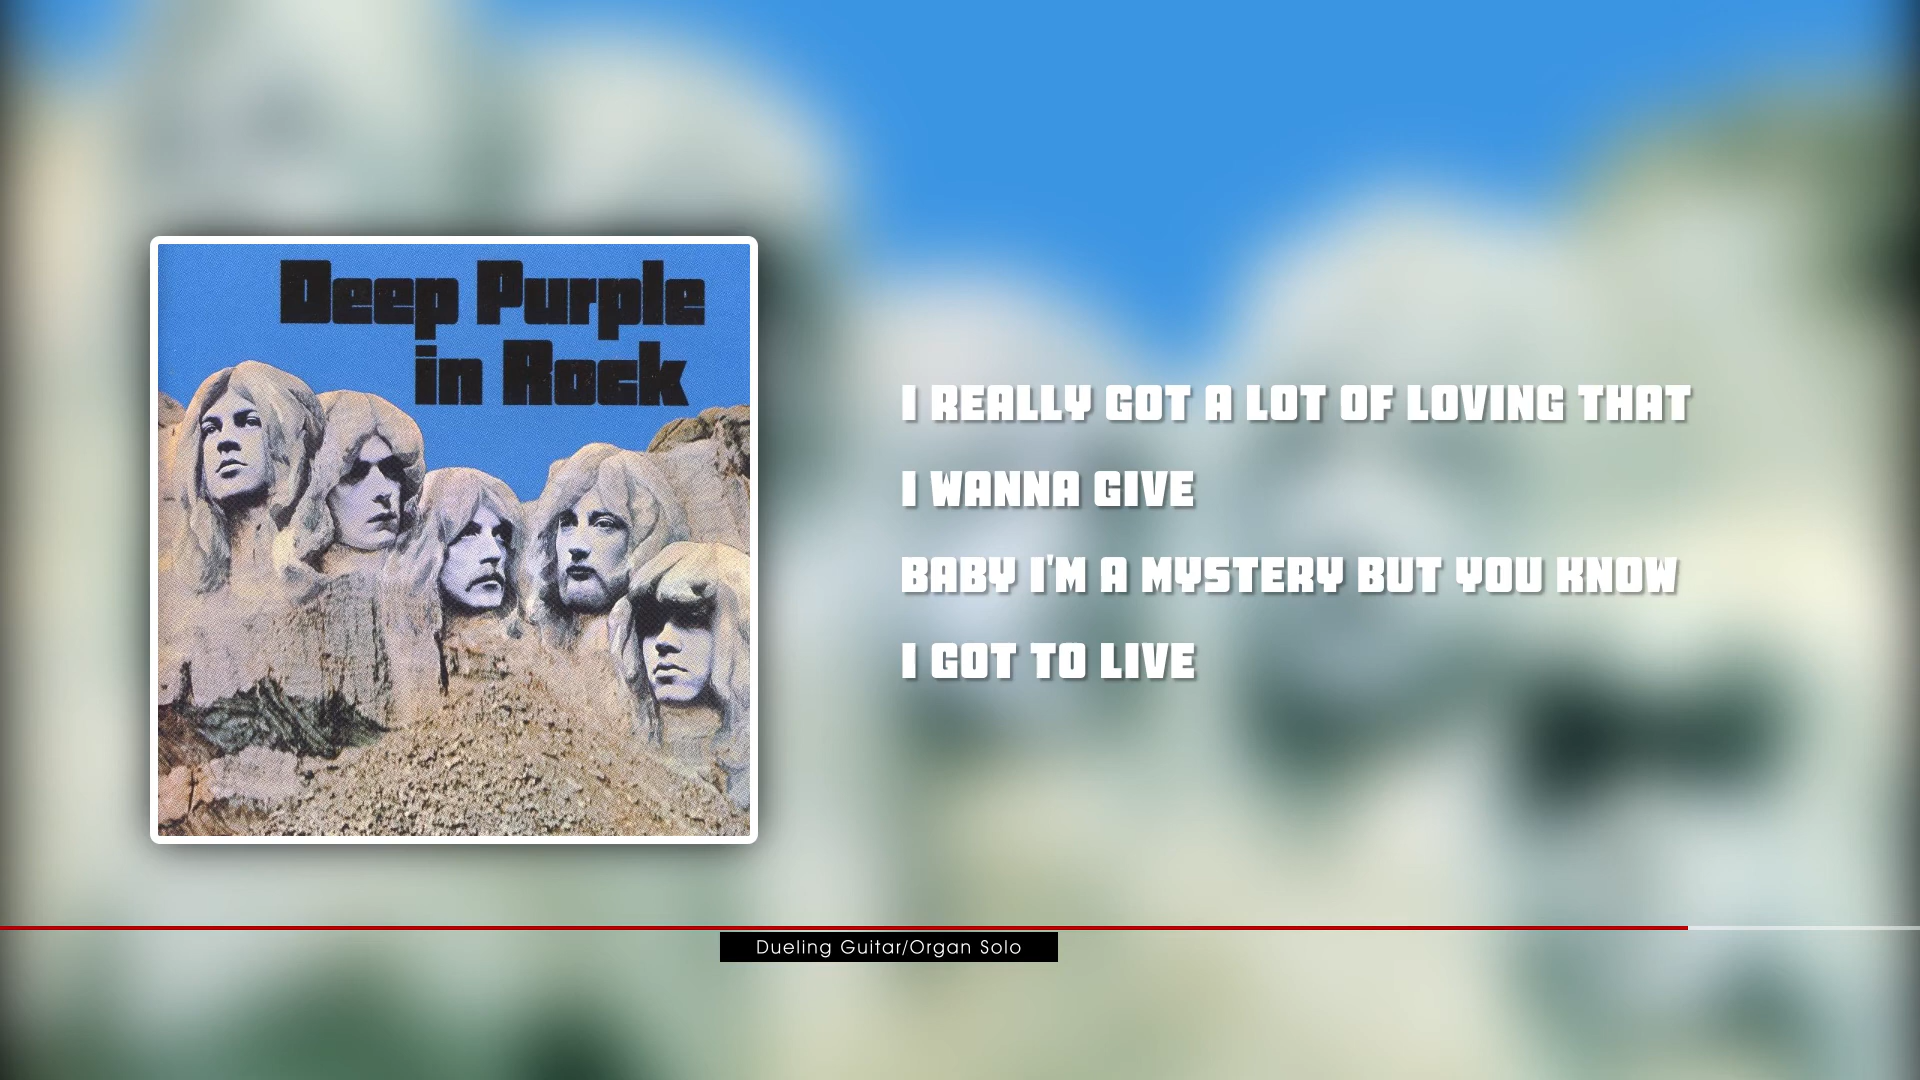 Deep Purple
in Rock
I REALLY GOT A LOT OF LOVING THAT
I WANNA GIVE
BABY I'M A MYSTERY BUT YOU KNOW
I GOT TO LIVE
Dueling Guitar/Organ Solo